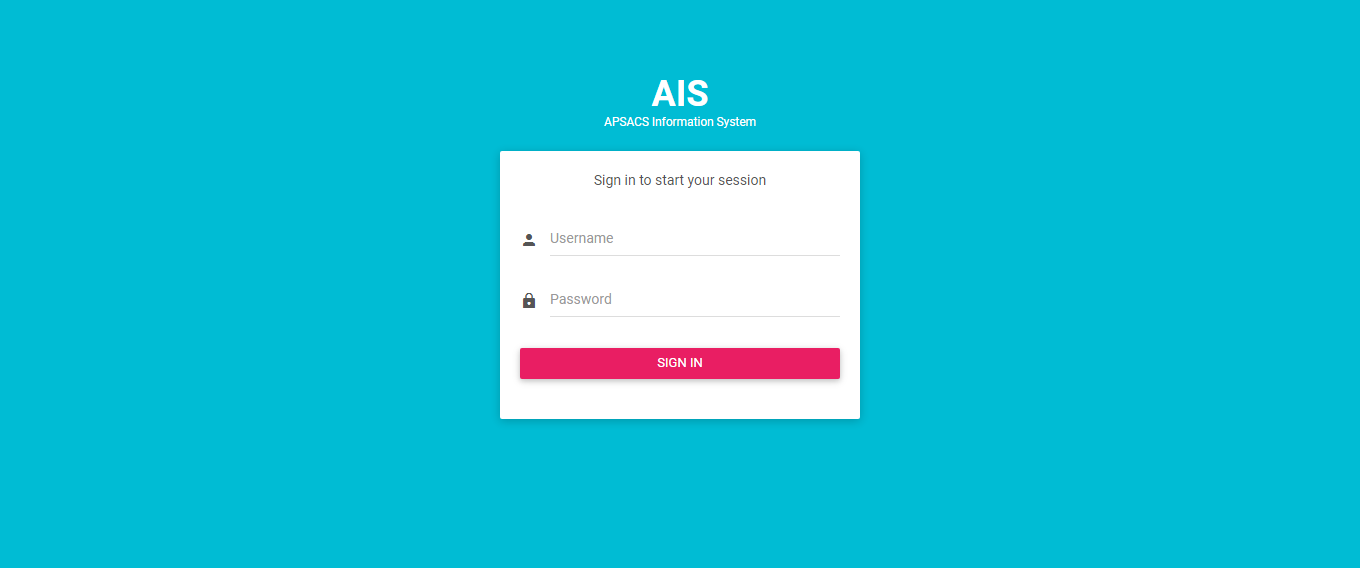 AIS
APSACS Information System
Sign in to start your session
Username
Password
SIGN IN